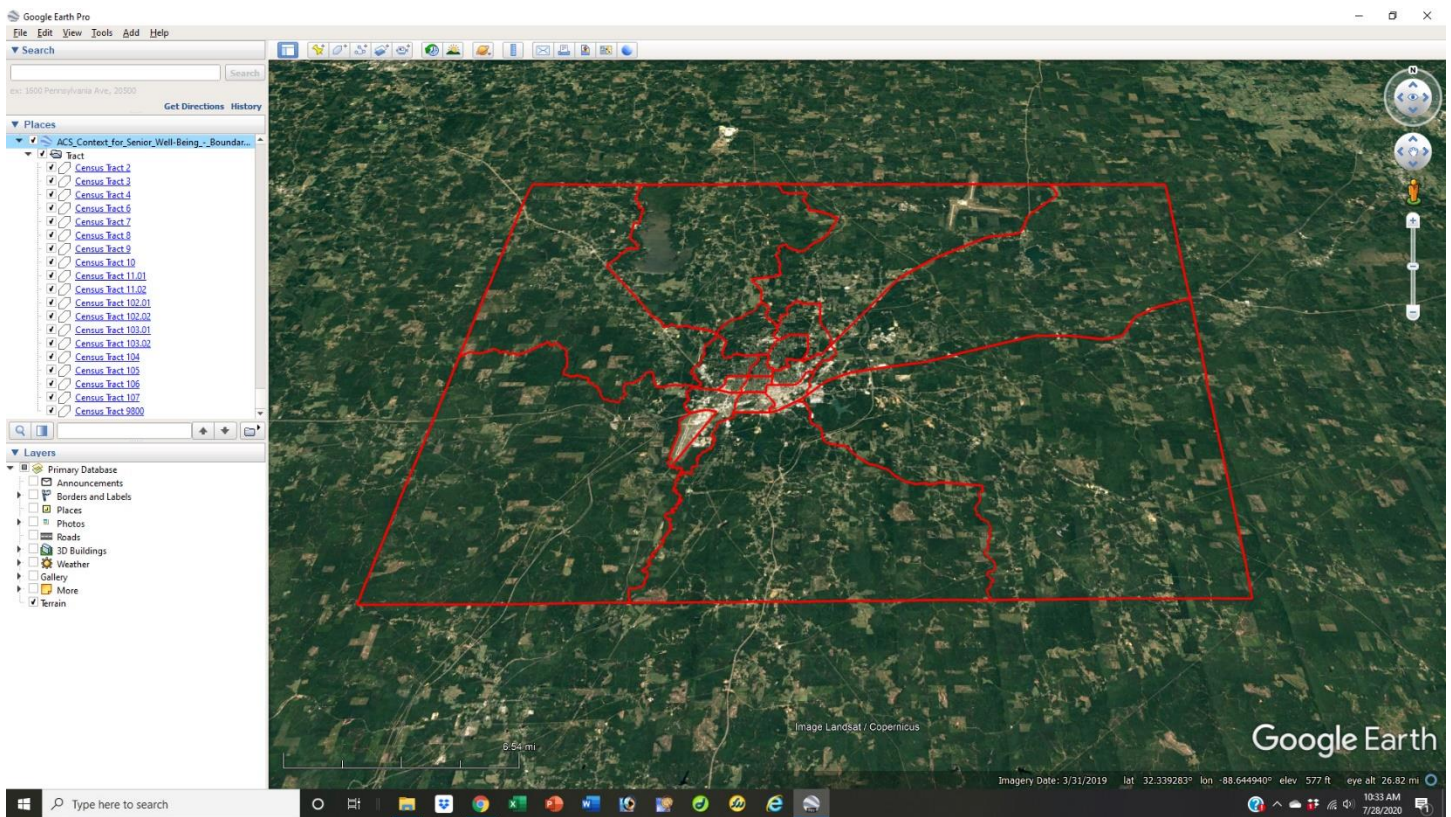 Google Earth Pro
File Edit View Tools Add Help
▼ Search
Search
ex: 1600 Pennsylvania Ave, 20500
Get Directions History
▼ Places
ACS_Context_for_Senior_Well-Being_-_Boundar...
Tract
Census Tract 2
Census Tract 3
Census Tract 4
Census Tract 6
Census Tract 7
Census Tract 8
Census Tract 9
Census Tract 10
Census Tract 11.01
Census Tract 11.02
Census Tract 102.01
Census Tract 102.02
Census Tract 103.01
Census Tract 103.02
Census Tract 104
Census Tract 105
Census Tract 106
Census Tract 107
Census Tract 9800
▼ Layers
Primary Database
Announcements
Borders and Labels
Places
Photos
Roads
3D Buildings
Weather
Gallery
More
Terrain
N
Image Landsat / Copernicus
Google Earth
6.54 mi
Imagery Date: 3/31/2019 lat 32.339283° lon -88.644940° elev 577 ft eye alt 26.82 mi
Type here to search
10:33 AM
7/28/2020